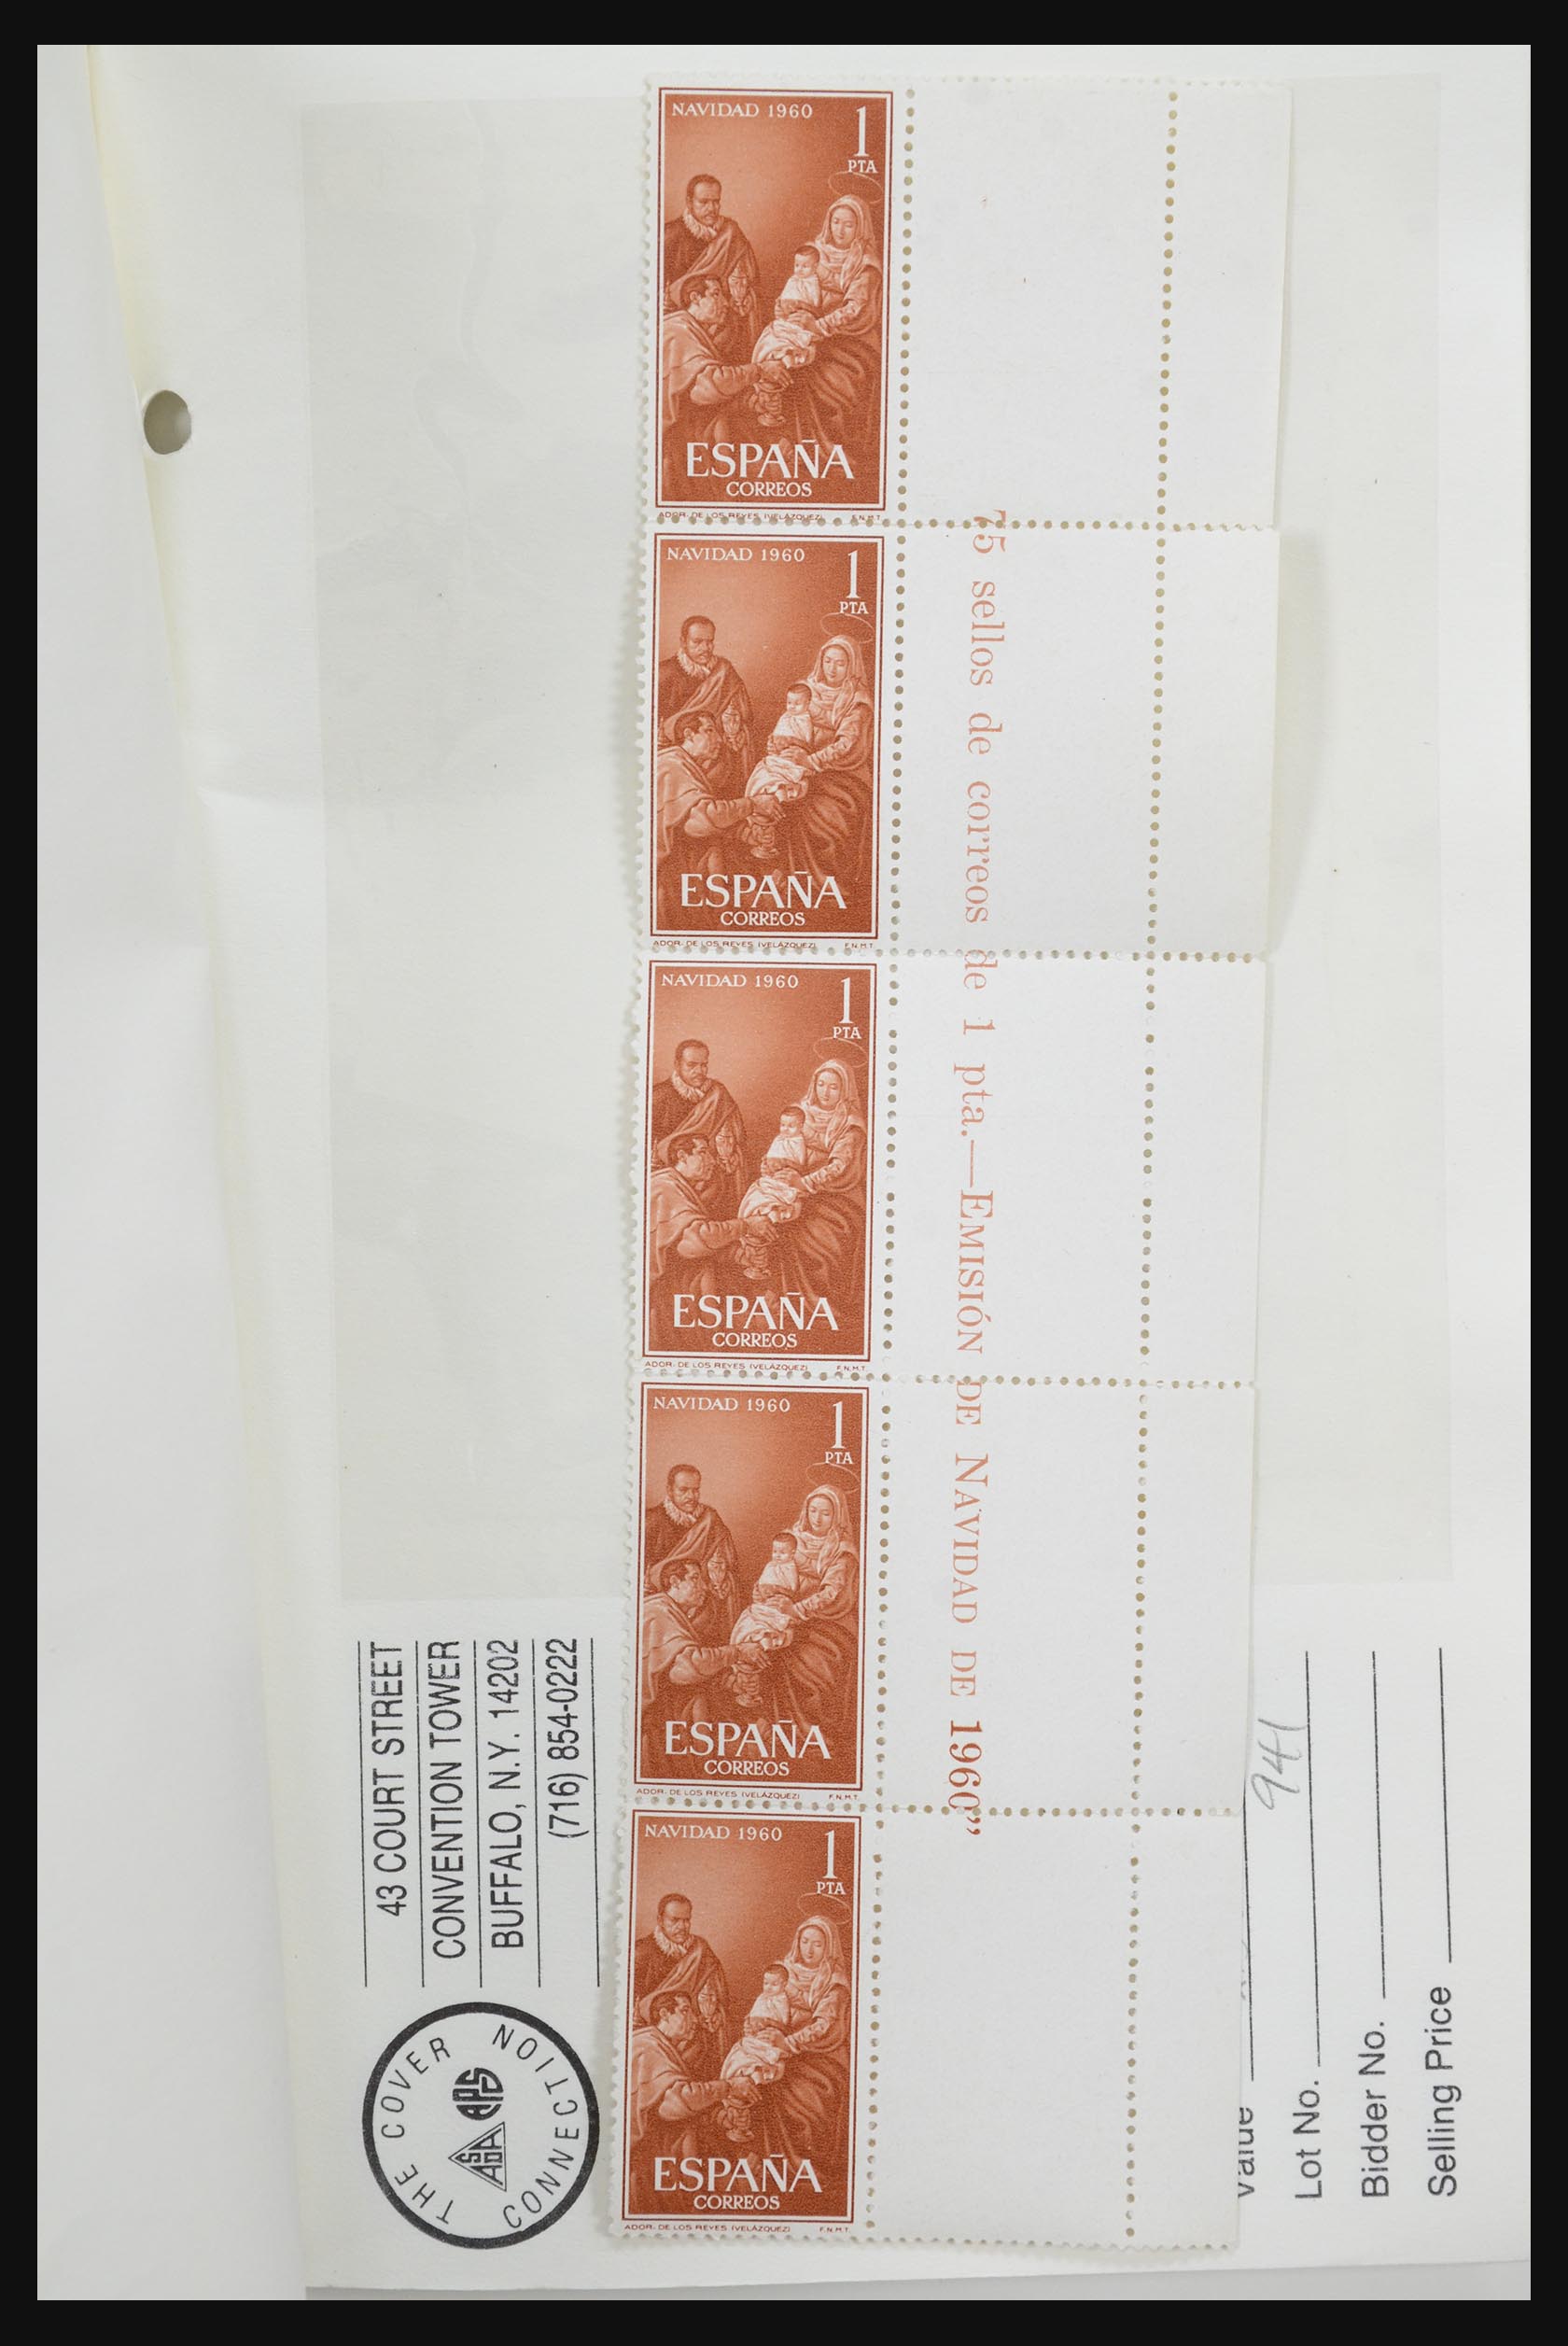 NAVIDAD 1960
1
PTA
ESPAÑA
CORREOS
ADOR. DE LOS REYES (VELÁZQUEZ) F.N.M.T.
NAVIDAD 1960
1
PTA
ESPAÑA
CORREOS
ADOR. DE LOS REYES (VELÁZQUEZ) F.N.M.T.
NAVIDAD 1960
1
PTA
ESPAÑA
CORREOS
ADOR. DE LOS REYES (VELÁZQUEZ) F.N.M.T.
NAVIDAD 1960
1
PTA
ESPAÑA
CORREOS
ADOR. DE LOS REYES (VELÁZQUEZ) F.N.M.T.
NAVIDAD 1960
1
PTA
ESPAÑA
CORREOS
ADOR. DE LOS REYES (VELÁZQUEZ) F.N.M.T.
75 sellos de correos de 1 pta.—EMISIÓN DE NAVIDAD DE 1960”
43 COURT STREET
CONVENTION TOWER
BUFFALO, N.Y. 14202
(716) 854-0222
THE COVER CONNECTION
ASDA
APS
Value
Lot No. 941
Bidder No.
Selling Price